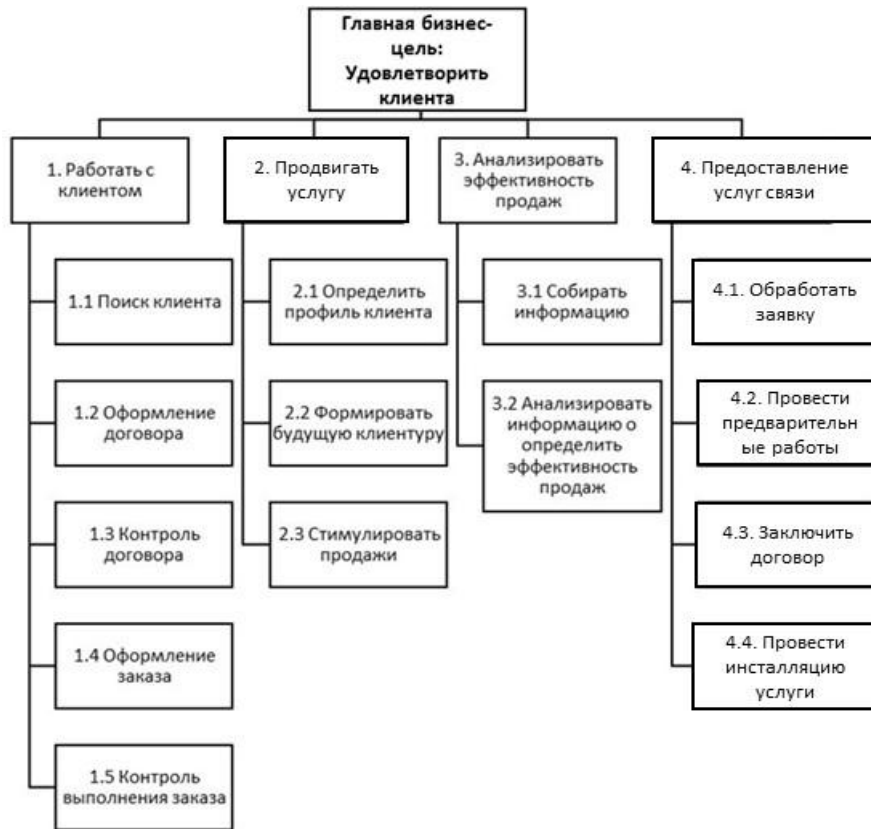 Главная бизнес-
цель:
Удовлетворить
клиента
1. Работать с
клиентом
2. Продвигать
услугу
3. Анализировать
эффективность
продаж
4. Предоставление
услуг связи
1.1 Поиск клиента
1.2 Оформление
договора
1.3 Контроль
договора
1.4 Оформление
заказа
1.5 Контроль
выполнения заказа
2.1 Определить
профиль клиента
2.2 Формировать
будущую клиентуру
2.3 Стимулировать
продажи
3.1 Собирать
информацию
3.2 Анализировать
информацию о
определить
эффективность
продаж
4.1. Обработать
заявку
4.2. Провести
предварительн
ые работы
4.3. Заключить
договор
4.4. Провести
инсталляцию
услуги